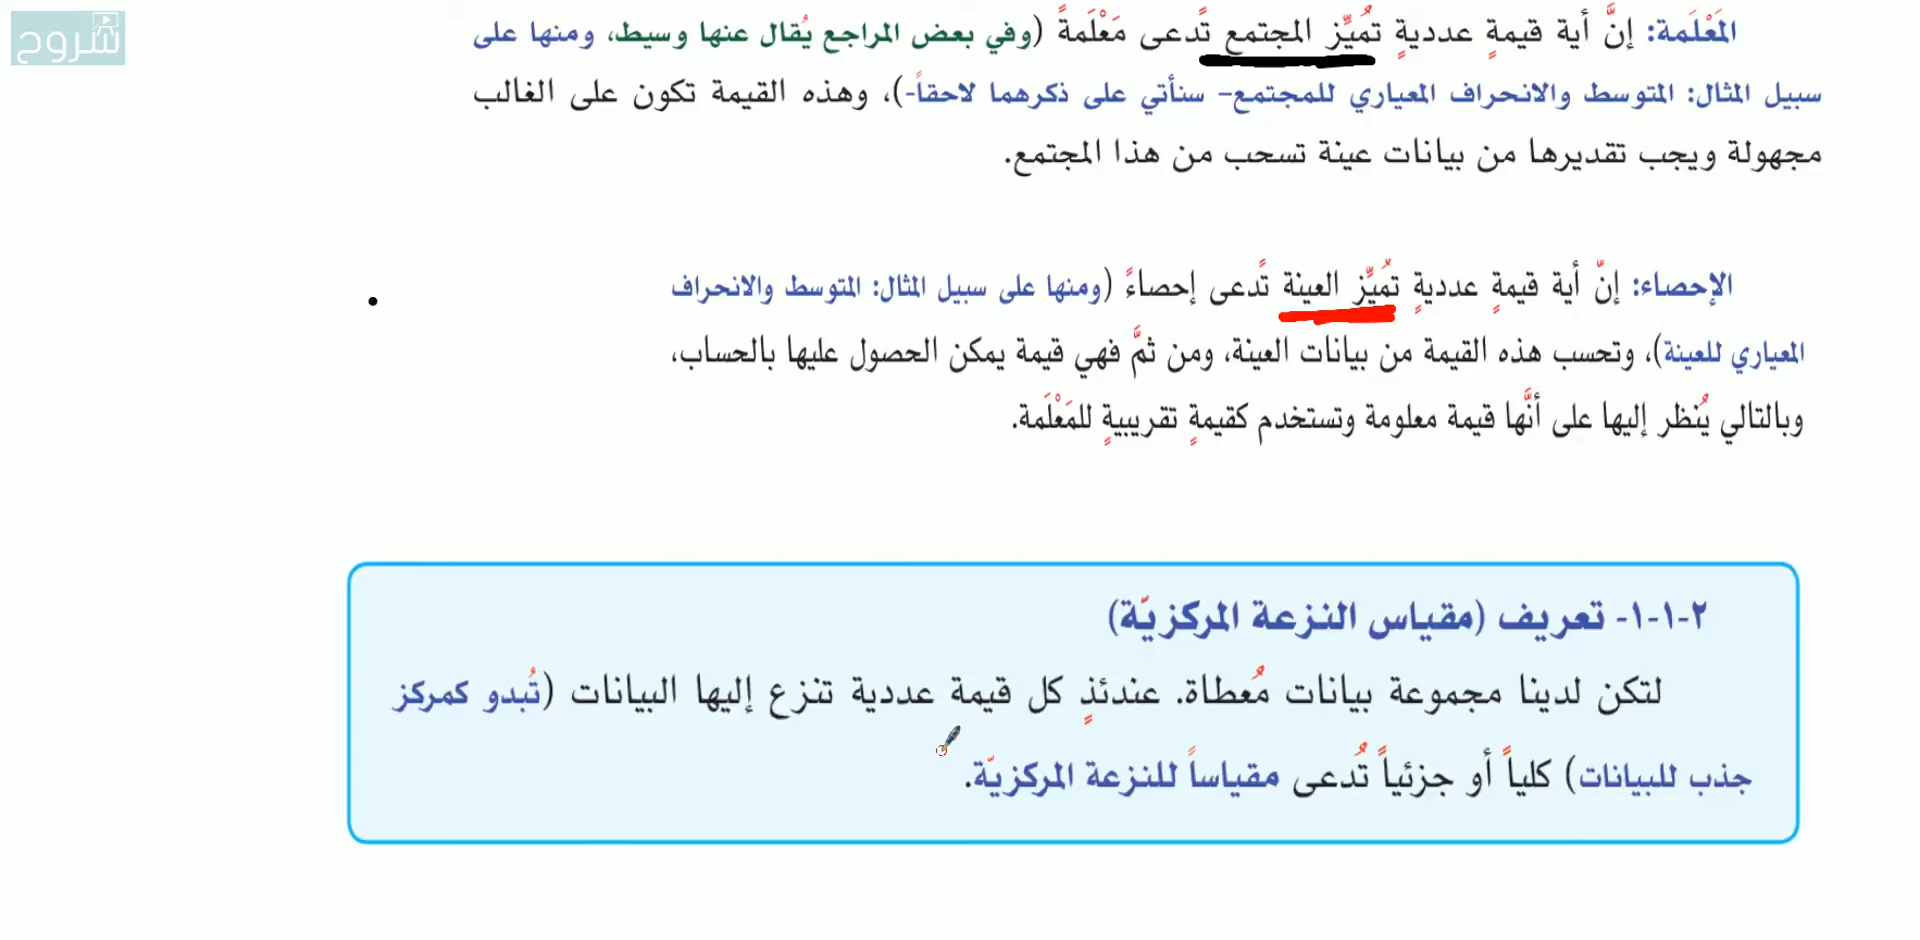 شروح
المَعْلَمة: إنَّ أية قيمةٍ عدديةٍ تُميِّز المجتمع تُدعى مَعْلَمةً (وفي بعض المراجع يُقال عنها وسيط، ومنها على
سبيل المثال: المتوسط والانحراف المعياري للمجتمع- سنأتي على ذكرهما لاحقاً-)، وهذه القيمة تكون على الغالب
مجهولة ويجب تقديرها من بيانات عينة تسحب من هذا المجتمع.
الإحصاء: إنّ أية قيمةٍ عدديةٍ تُميِّز العينة تُدعى إحصاءً (ومنها على سبيل المثال: المتوسط والانحراف
المعياري للعينة)، وتحسب هذه القيمة من بيانات العينة، ومن ثمَّ فهي قيمة يمكن الحصول عليها بالحساب،
وبالتالي يُنظر إليها على أنَّها قيمة معلومة وتستخدم كقيمةٍ تقريبيةٍ للمَعْلَمة.
٢-١-١- تعريف (مقياس النزعة المركزيّة)
لتكن لدينا مجموعة بيانات مُعطاة. عندئذٍ كل قيمة عددية تنزع إليها البيانات (تُبدو كمركز
جذب للبيانات) كلياً أو جزئياً تُدعى مقياساً للنزعة المركزيّة.